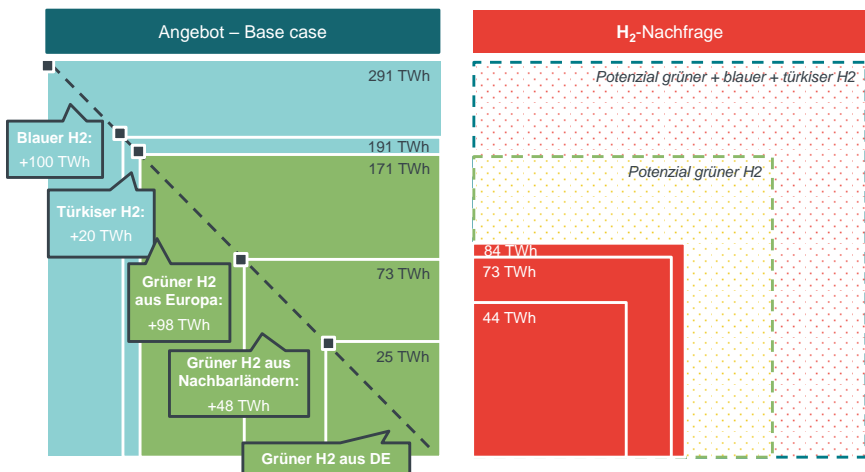 Angebot – Base case
291 TWh
Blauer H2:
+100 TWh
191 TWh
171 TWh
Türkiser H2:
+20 TWh
Grüner H2
aus Europa:
+98 TWh
73 TWh
Grüner H2 aus
Nachbarländern:
+48 TWh
25 TWh
Grüner H2 aus DE
H₂-Nachfrage
Potenzial grüner + blauer + türkiser H2
Potenzial grüner H2
84 TWh
73 TWh
44 TWh